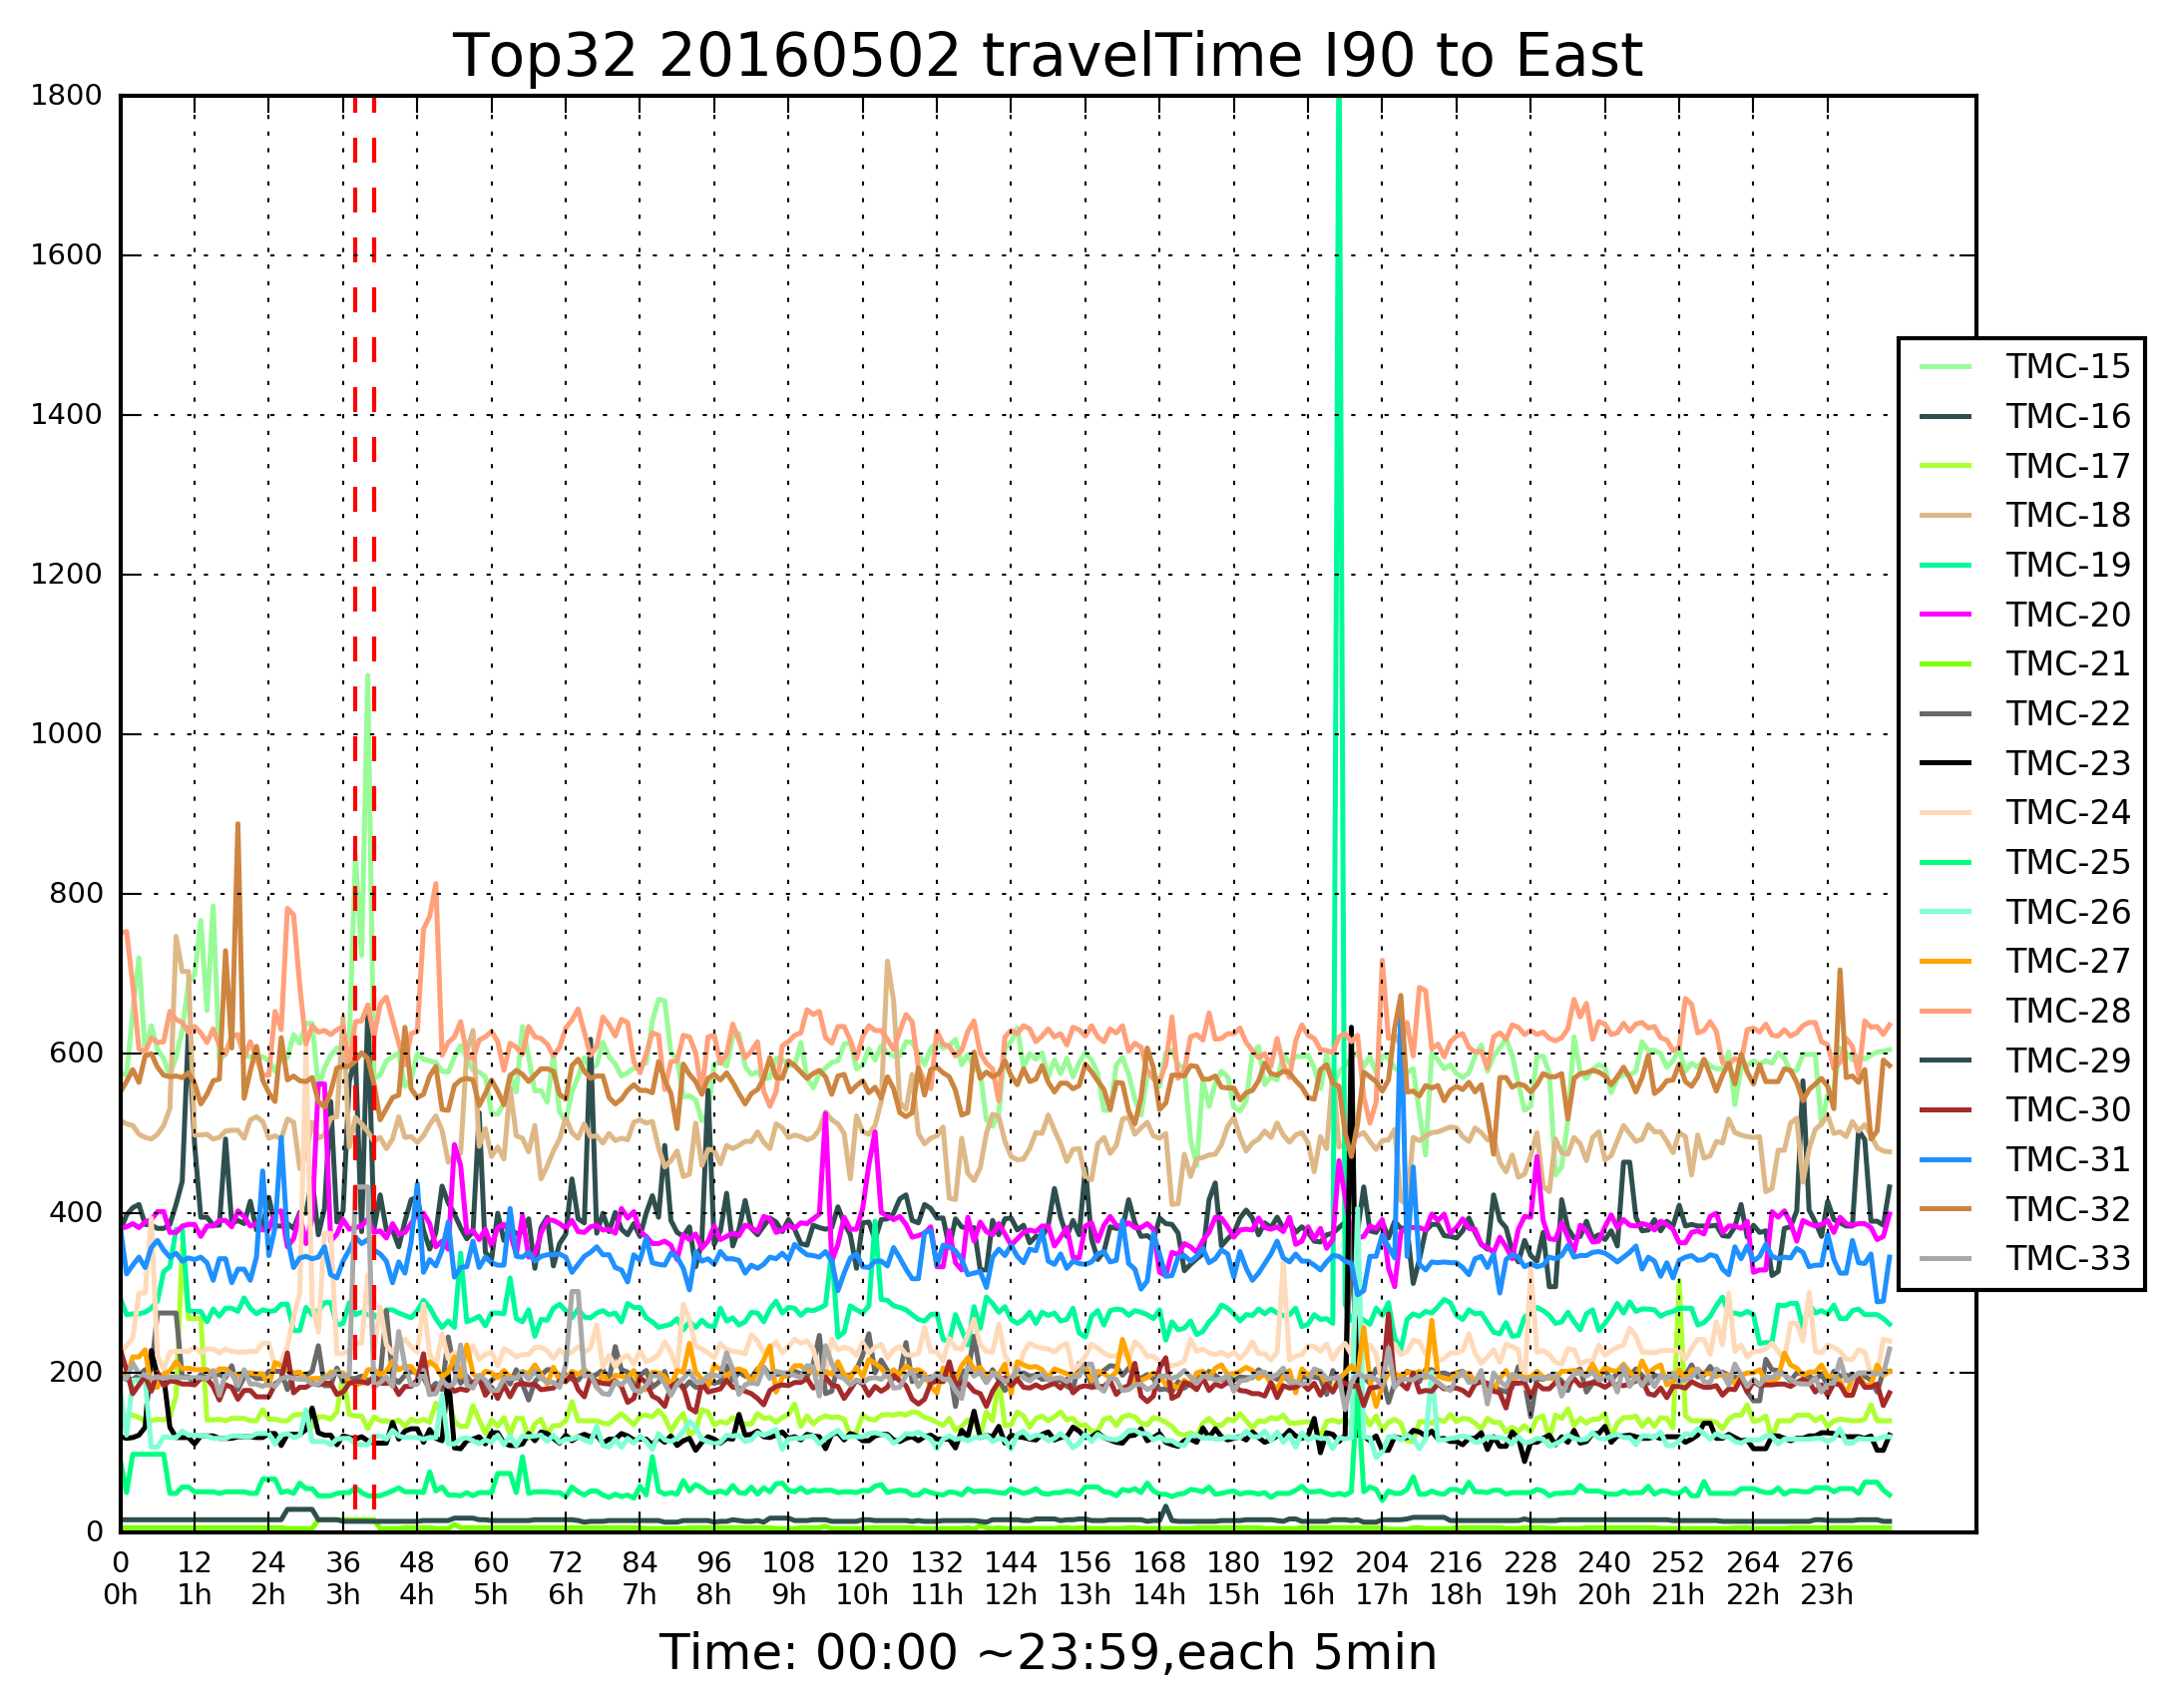 Top32 20160502 travelTime I90 to East
1800
1600
1400
1200
1000
800
600
400
200
0
TMC-15
TMC-16
TMC-17
TMC-18
TMC-19
TMC-20
TMC-21
TMC-22
TMC-23
TMC-24
TMC-25
TMC-26
TMC-27
TMC-28
TMC-29
TMC-30
TMC-31
TMC-32
TMC-33
0 12 24 36 48 60 72 84 96 108 120 132 144 156 168 180 192 204 216 228 240 252 264 276
0h 1h 2h 3h 4h 5h 6h 7h 8h 9h 10h 11h 12h 13h 14h 15h 16h 17h 18h 19h 20h 21h 22h 23h
Time: 00:00 ~23:59,each 5min